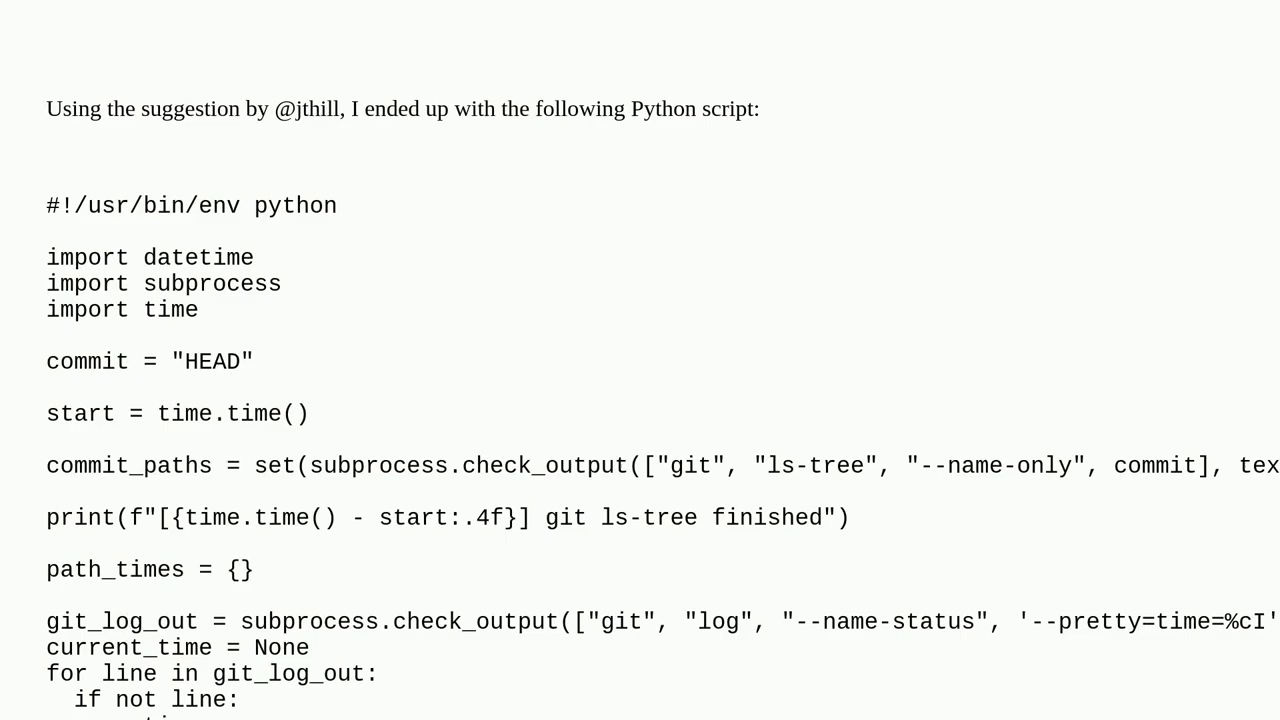 Using the suggestion by @jthill, I ended up with the following Python script:
#!/usr/bin/env python
import datetime
import subprocess
import time
commit = "HEAD"
start = time.time()
commit_paths = set(subprocess.check_output(["git", "ls-tree", "--name-only", commit], tex
print(f"[{time.time() - start:.4f}] git ls-tree finished")
path_times = {}
git_log_out = subprocess.check_output(["git", "log", "--name-status", '--pretty=time=%cI'
current_time = None
for line in git_log_out:
  if not line: